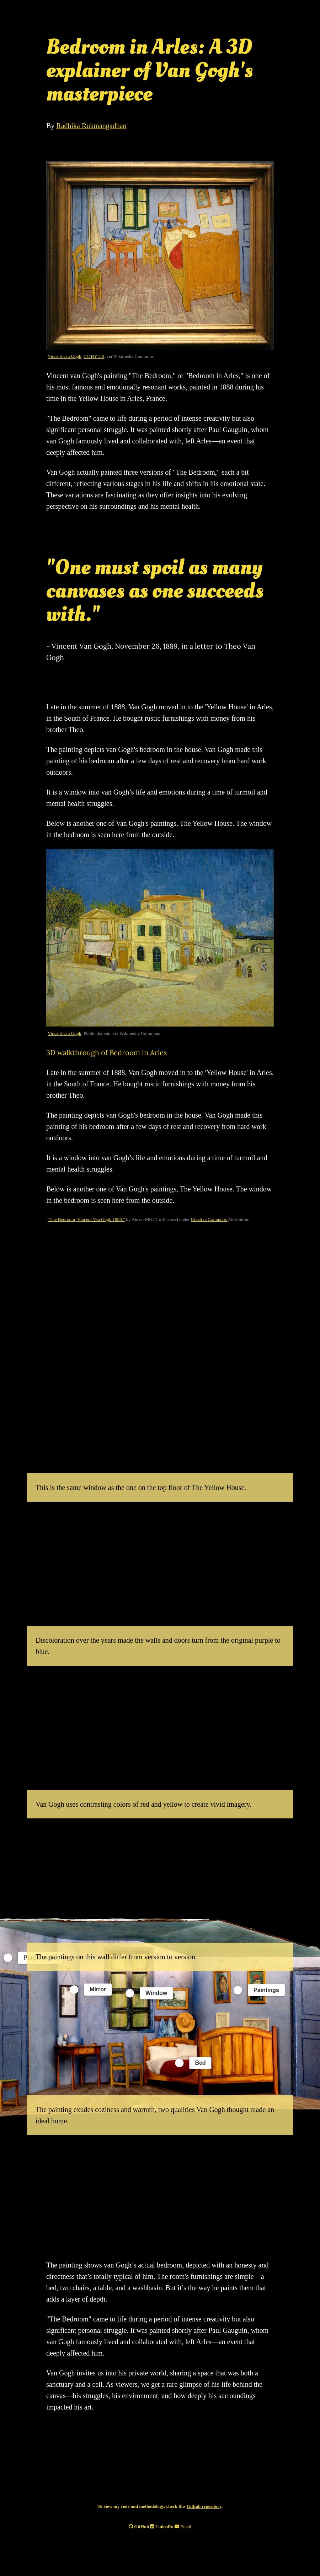 Bedroom in Arles: A 3D
explainer of Van Gogh's
masterpiece
By Radhika Rukmangadhan
Vincent van Gogh, CC BY 3.0, via Wikimedia Commons
Vincent van Gogh's painting "The Bedroom," or "Bedroom in Arles," is one of
his most famous and emotionally resonant works, painted in 1888 during his
time in the Yellow House in Arles, France.
"The Bedroom" came to life during a period of intense creativity but also
significant personal struggle. It was painted shortly after Paul Gauguin, whom
van Gogh famously lived and collaborated with, left Arles—an event that
deeply affected him.
Van Gogh actually painted three versions of "The Bedroom," each a bit
different, reflecting various stages in his life and shifts in his emotional state.
These variations are fascinating as they offer insights into his evolving
perspective on his surroundings and his mental health.
"One must spoil as many
canvases as one succeeds
with."
- Vincent Van Gogh, November 26, 1889, in a letter to Theo Van
Gogh
Late in the summer of 1888, Van Gogh moved in to the 'Yellow House' in Arles,
in the South of France. He bought rustic furnishings with money from his
brother Theo.
The painting depicts van Gogh's bedroom in the house. Van Gogh made this
painting of his bedroom after a few days of rest and recovery from hard work
outdoors.
It is a window into van Gogh’s life and emotions during a time of turmoil and
mental health struggles.
Below is another one of Van Gogh's paintings, The Yellow House. The window
in the bedroom is seen here from the outside.
Vincent van Gogh, Public domain, via Wikimedia Commons
3D walkthrough of Bedroom in Arles
Late in the summer of 1888, Van Gogh moved in to the 'Yellow House' in Arles,
in the South of France. He bought rustic furnishings with money from his
brother Theo.
The painting depicts van Gogh's bedroom in the house. Van Gogh made this
painting of his bedroom after a few days of rest and recovery from hard work
outdoors.
It is a window into van Gogh’s life and emotions during a time of turmoil and
mental health struggles.
Below is another one of Van Gogh's paintings, The Yellow House. The window
in the bedroom is seen here from the outside.
"The Bedroom, Vincent Van Gogh 1888." by Alexei MKLT is licensed under Creative Commons Attribution.
This is the same window as the one on the top floor of The Yellow House.
Discoloration over the years made the walls and doors turn from the original purple to
blue.
Van Gogh uses contrasting colors of red and yellow to create vivid imagery.
The paintings on this wall differ from version to version.
Mirror
Window
Paintings
Bed
The painting exudes coziness and warmth, two qualities Van Gogh thought made an
ideal home.
The painting shows van Gogh’s actual bedroom, depicted with an honesty and
directness that’s totally typical of him. The room's furnishings are simple—a
bed, two chairs, a table, and a washbasin. But it’s the way he paints them that
adds a layer of depth.
"The Bedroom" came to life during a period of intense creativity but also
significant personal struggle. It was painted shortly after Paul Gauguin, whom
van Gogh famously lived and collaborated with, left Arles—an event that
deeply affected him.
Van Gogh invites us into his private world, sharing a space that was both a
sanctuary and a cell. As viewers, we get a rare glimpse of his life behind the
canvas—his struggles, his environment, and how deeply his surroundings
impacted his art.
To view my code and methodology, check this Github repository.
GitHub LinkedIn Email